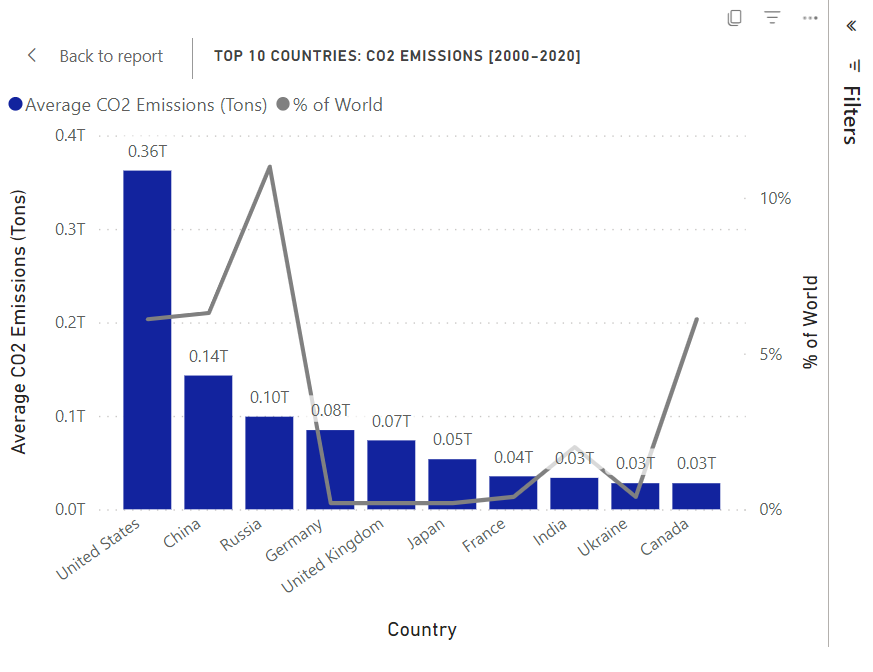 Back to report
TOP 10 COUNTRIES: CO2 EMISSIONS [2000–2020]
Average CO2 Emissions (Tons) % of World
Average CO2 Emissions (Tons)
0.4T
0.3T
0.2T
0.1T
0.0T
0.36T
0.14T
0.10T
0.08T
0.07T
0.05T
0.04T
0.03T
0.03T
0.03T
10%
5%
0%
% of World
United States
China
Russia
Germany
United Kingdom
Japan
France
India
Ukraine
Canada
Country
Filters